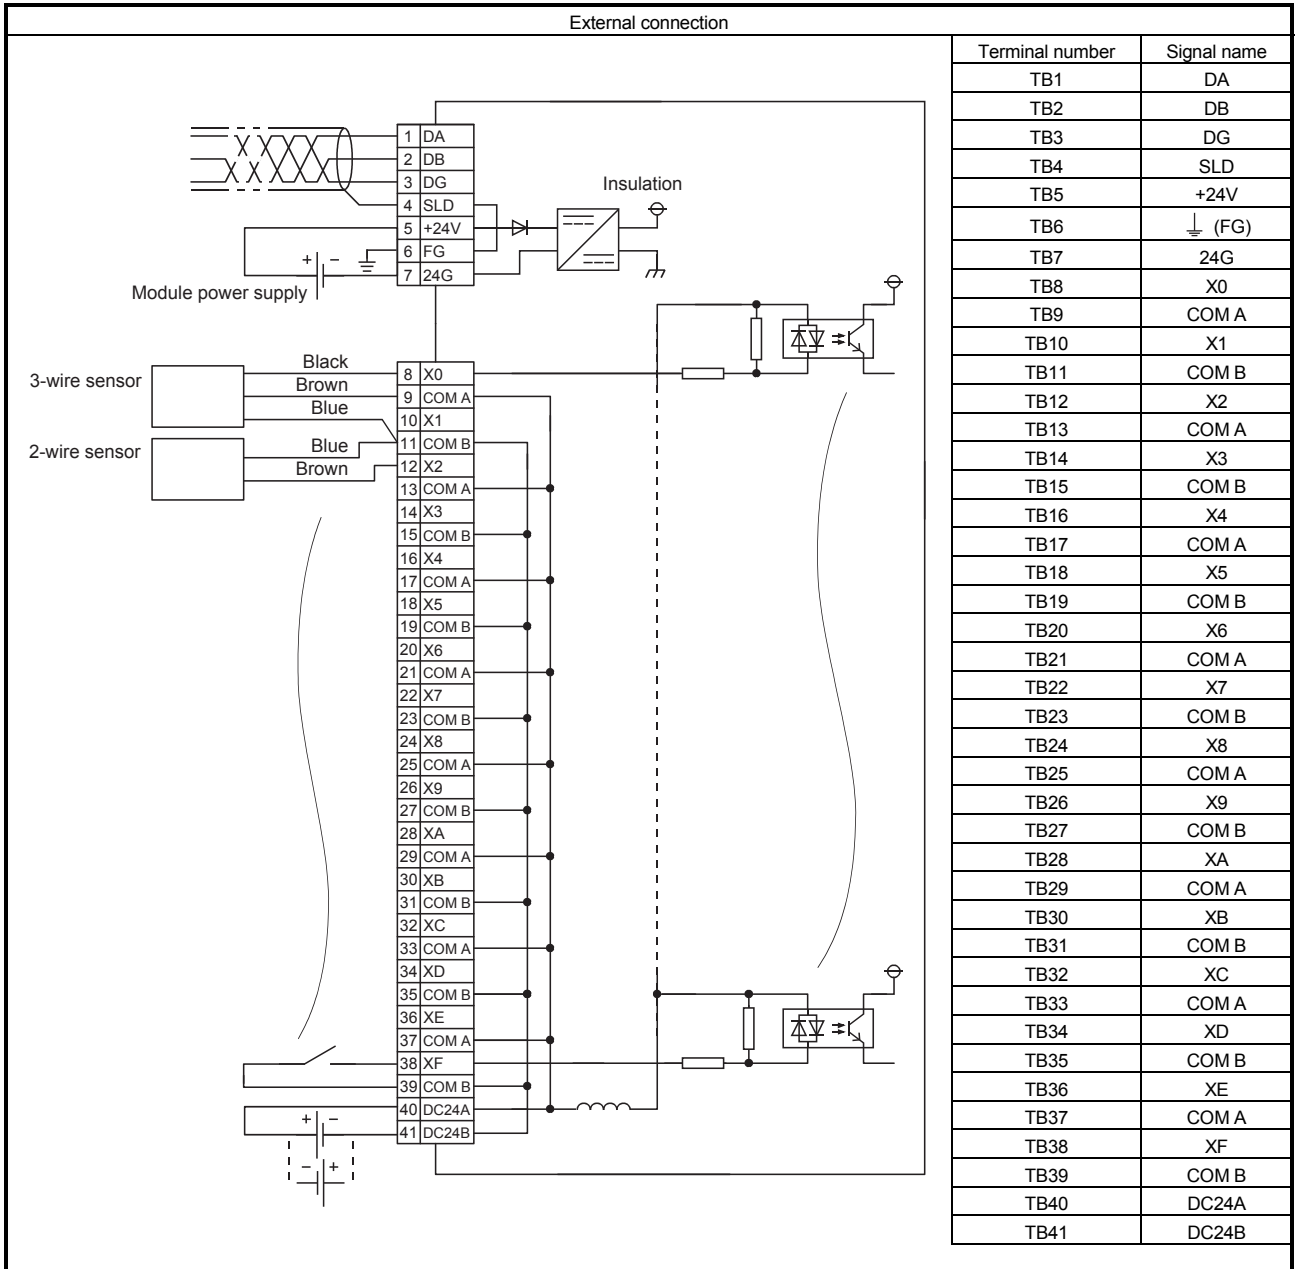 External connection
1 DA
2 DB
3 DG
4 SLD
5 +24V
6 FG
7 24G
+ −
Module power supply
Insulation
3-wire sensor
Black
Brown
Blue
2-wire sensor
Blue
Brown
8 X0
9 COM A
10 X1
11 COM B
12 X2
13 COM A
14 X3
15 COM B
16 X4
17 COM A
18 X5
19 COM B
20 X6
21 COM A
22 X7
23 COM B
24 X8
25 COM A
26 X9
27 COM B
28 XA
29 COM A
30 XB
31 COM B
32 XC
33 COM A
34 XD
35 COM B
36 XE
37 COM A
38 XF
39 COM B
40 DC24A
41 DC24B
+ −
− +
Terminal number Signal name
TB1 DA
TB2 DB
TB3 DG
TB4 SLD
TB5 +24V
TB6 (FG)
TB7 24G
TB8 X0
TB9 COM A
TB10 X1
TB11 COM B
TB12 X2
TB13 COM A
TB14 X3
TB15 COM B
TB16 X4
TB17 COM A
TB18 X5
TB19 COM B
TB20 X6
TB21 COM A
TB22 X7
TB23 COM B
TB24 X8
TB25 COM A
TB26 X9
TB27 COM B
TB28 XA
TB29 COM A
TB30 XB
TB31 COM B
TB32 XC
TB33 COM A
TB34 XD
TB35 COM B
TB36 XE
TB37 COM A
TB38 XF
TB39 COM B
TB40 DC24A
TB41 DC24B